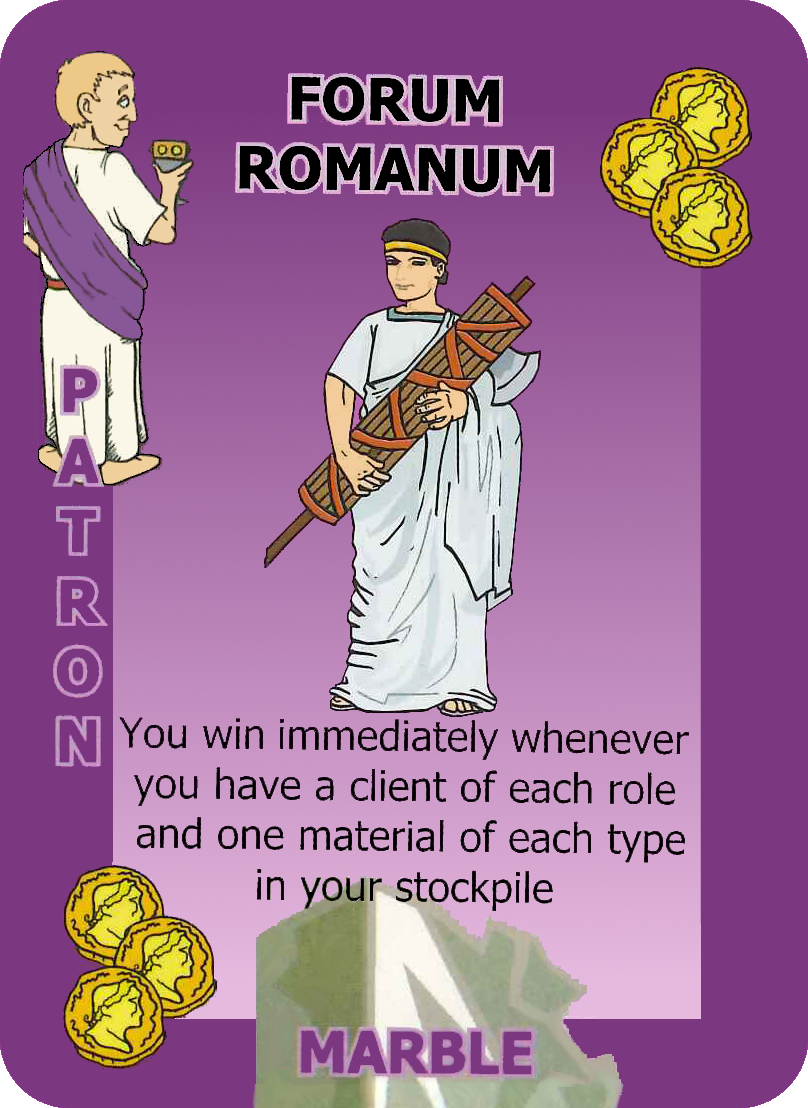 FORUM
ROMANUM
PATRON
You win immediately whenever
you have a client of each role
and one material of each type
in your stockpile
MARBLE